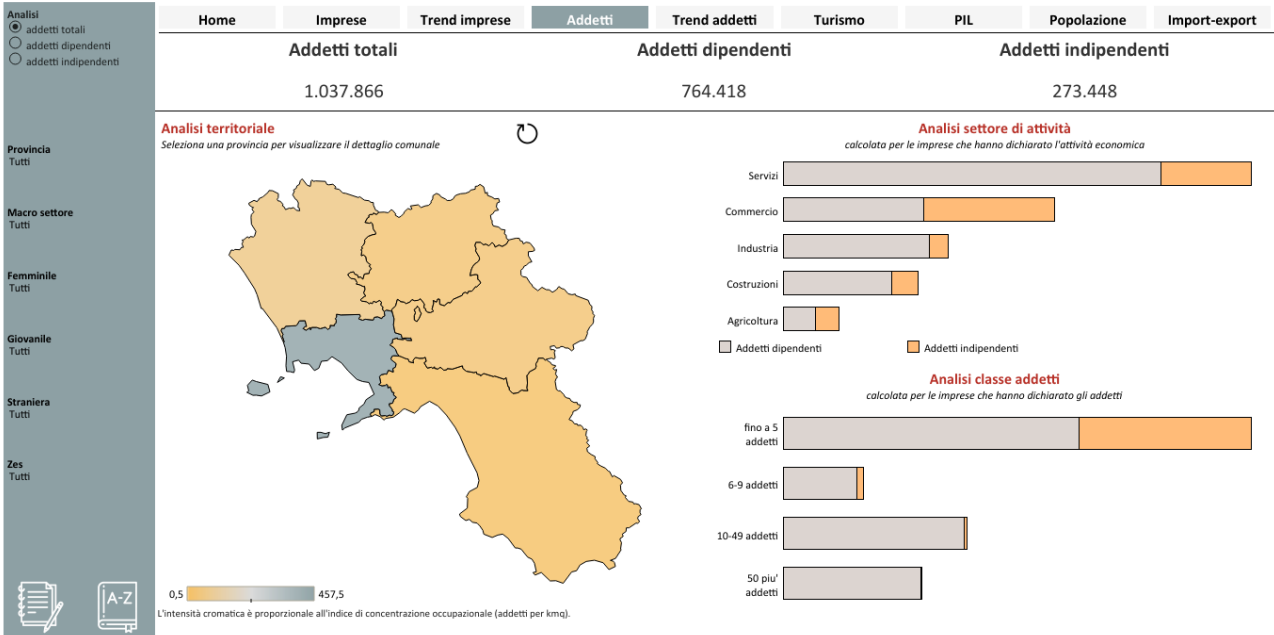 Analisi
addetti totali
addetti dipendenti
addetti indipendenti
Provincia
Tutti
Macro settore
Tutti
Femminile
Tutti
Giovanile
Tutti
Straniera
Tutti
Zes
Tutti
A-Z
Home
Imprese
Trend imprese
Addetti
Trend addetti
Turismo
PIL
Popolazione
Import-export
Addetti totali
Addetti dipendenti
Addetti indipendenti
1.037.866
764.418
273.448
Analisi territoriale
Seleziona una provincia per visualizzare il dettaglio comunale
0,5
457,5
L'intensità cromatica è proporzionale all'indice di concentrazione occupazionale (addetti per kmq).
Analisi settore di attività
calcolata per le imprese che hanno dichiarato l'attività economica
Servizi
Commercio
Industria
Costruzioni
Agricoltura
Addetti dipendenti
Addetti indipendenti
Analisi classe addetti
calcolata per le imprese che hanno dichiarato gli addetti
fino a 5
addetti
6-9 addetti
10-49 addetti
50 piu'
addetti